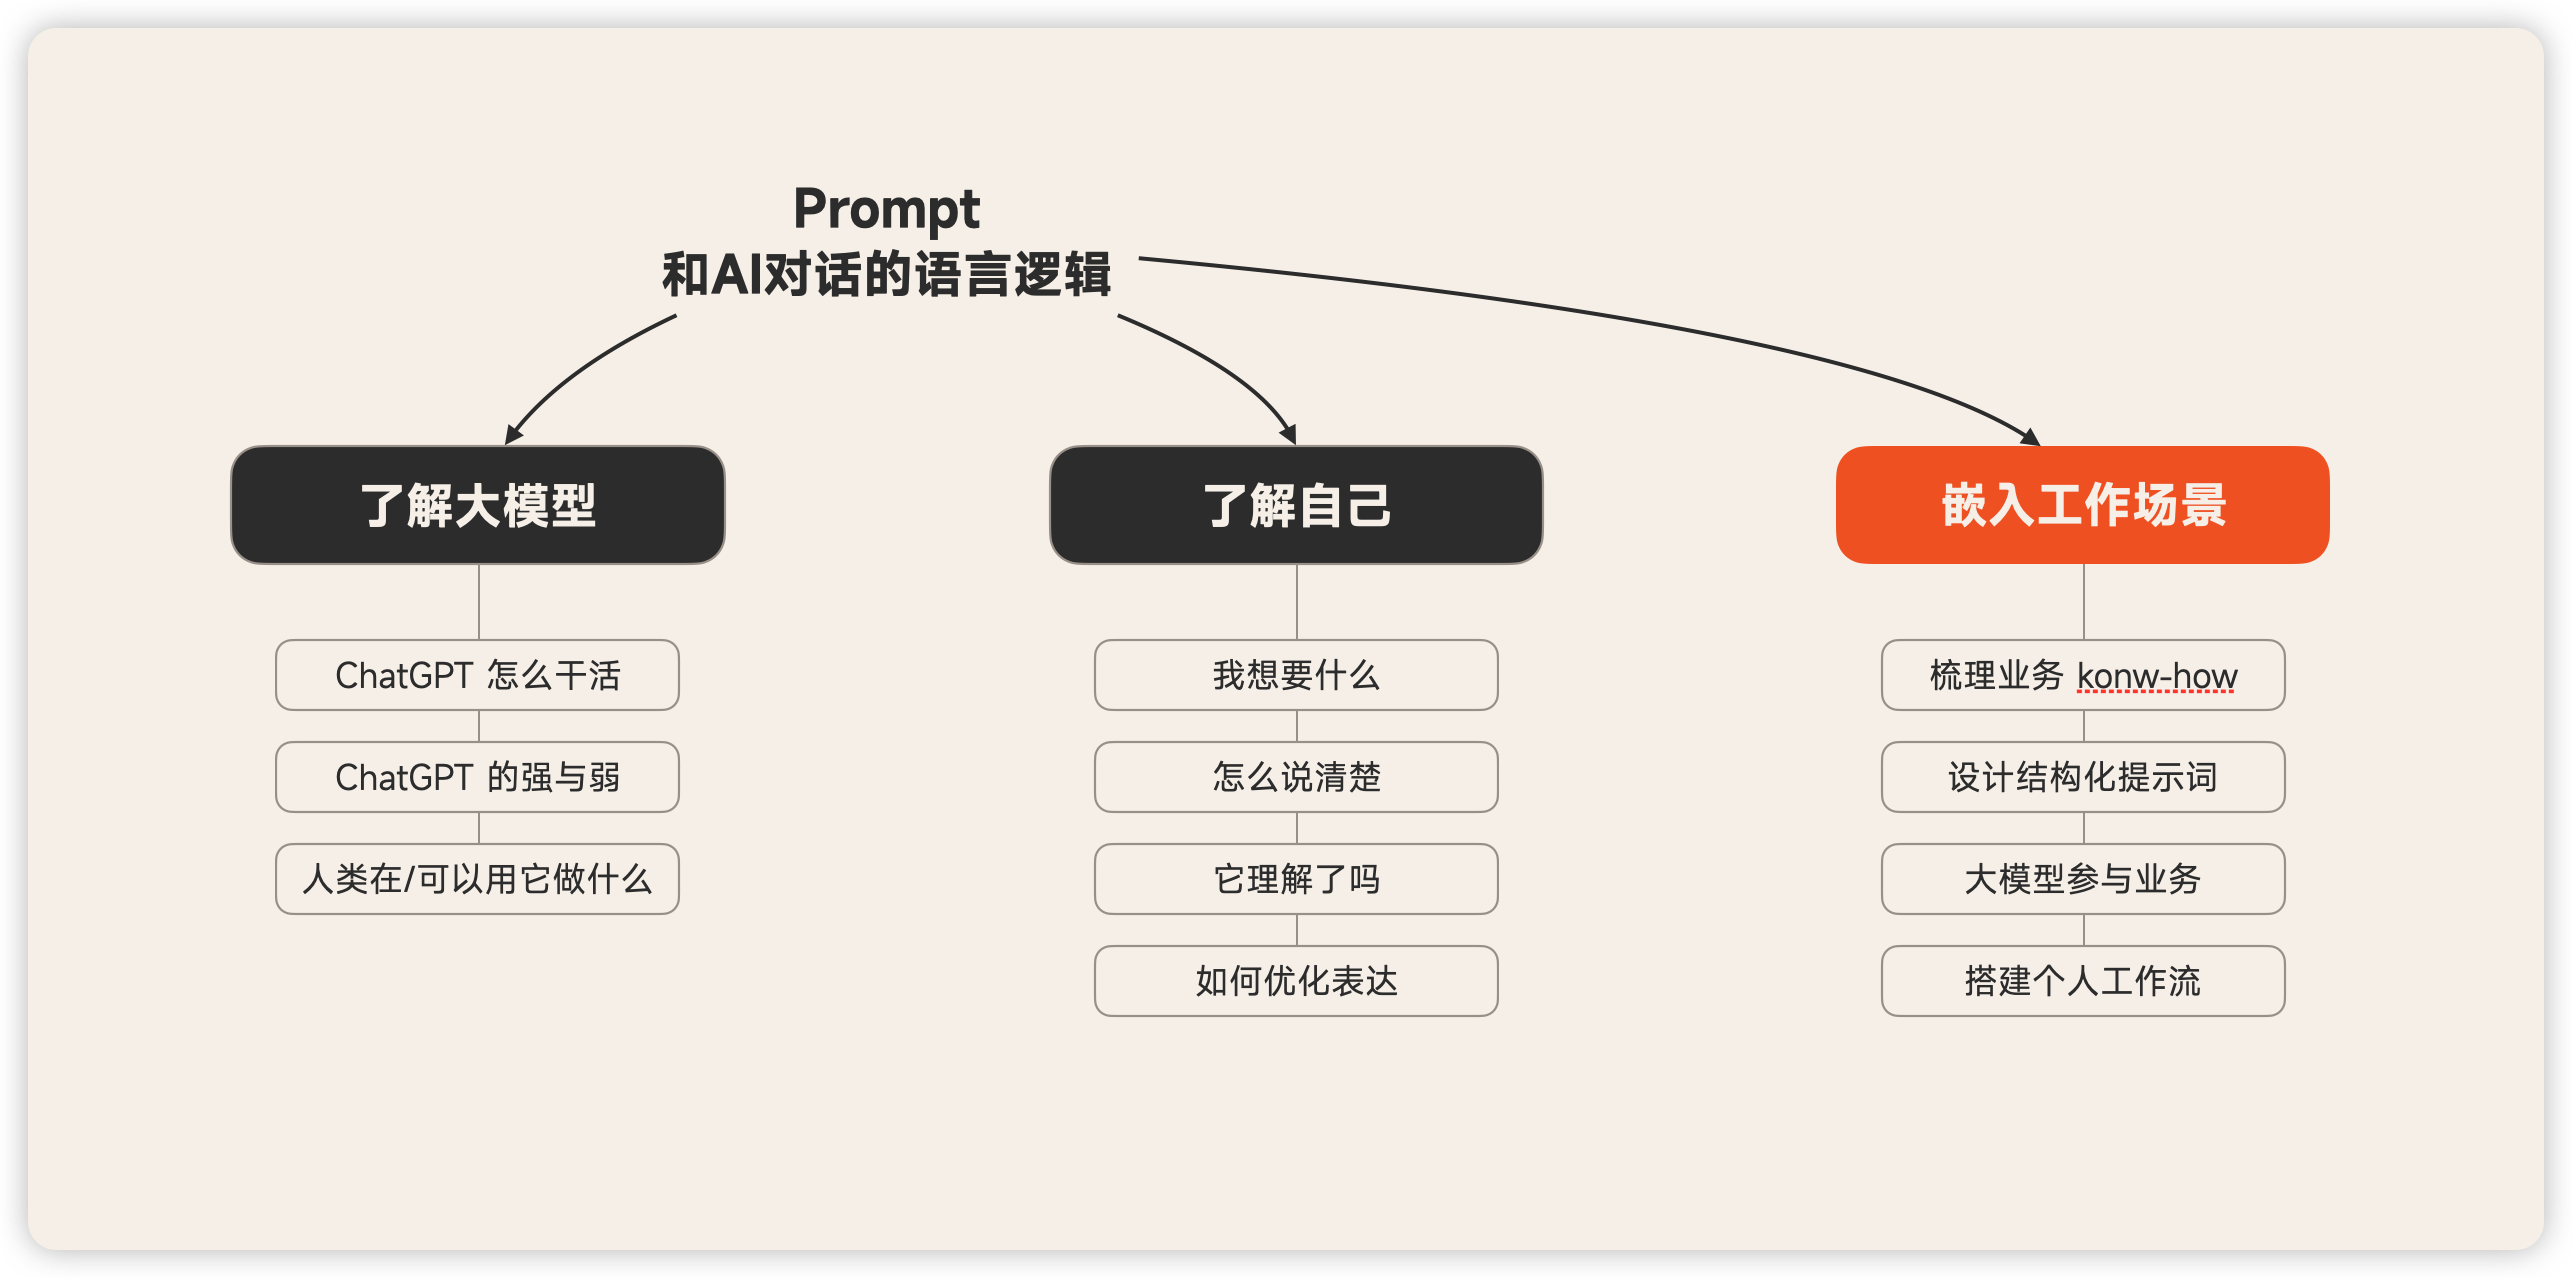 Prompt
和AI对话的语言逻辑
了解大模型
ChatGPT 怎么干活
ChatGPT 的强与弱
人类在/可以用它做什么
了解自己
我想要什么
怎么说清楚
它理解了吗
如何优化表达
嵌入工作场景
梳理业务 konw-how
设计结构化提示词
大模型参与业务
搭建个人工作流